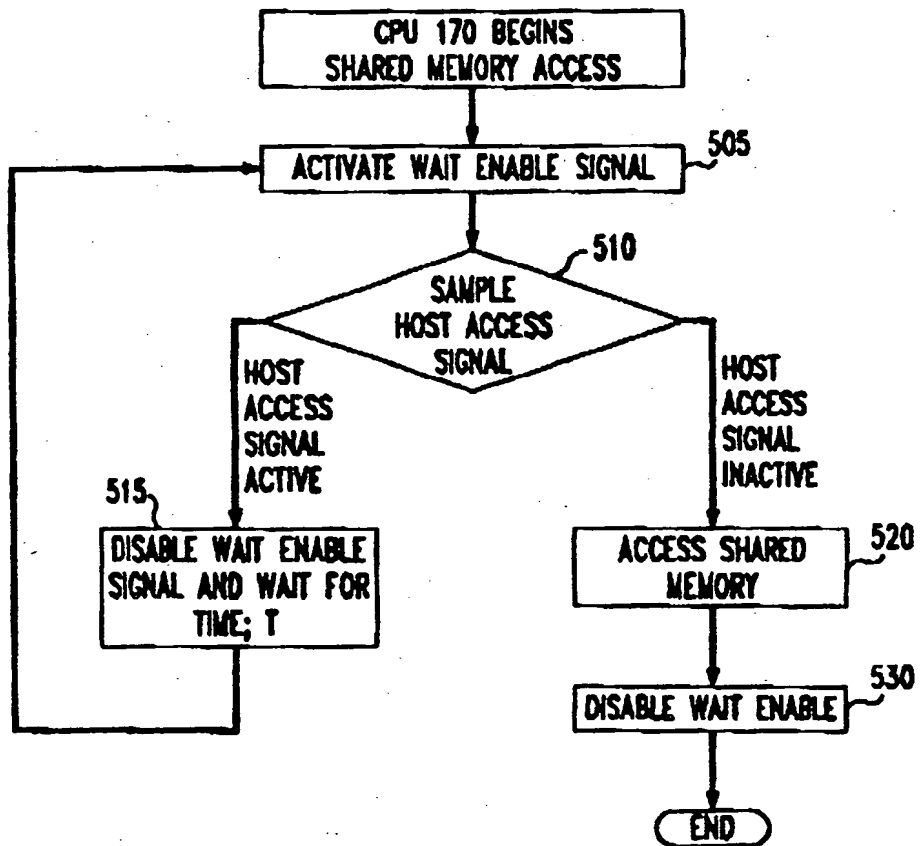 CPU 170 BEGINS
SHARED MEMORY ACCESS
ACTIVATE WAIT ENABLE SIGNAL
505
510
SAMPLE
HOST ACCESS
SIGNAL
HOST
ACCESS
SIGNAL
ACTIVE
HOST
ACCESS
SIGNAL
INACTIVE
515
DISABLE WAIT ENABLE
SIGNAL AND WAIT FOR
TIME; T
ACCESS SHARED
MEMORY
520
DISABLE WAIT ENABLE
530
END